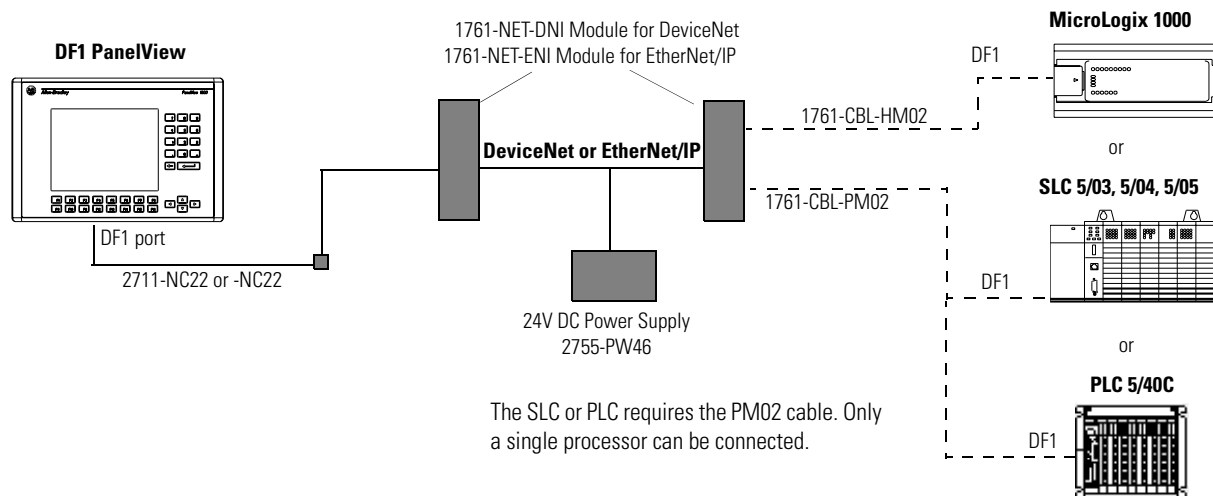 1761-NET-DNI Module for DeviceNet
1761-NET-ENI Module for EtherNet/IP
DF1 PanelView
Allen-Bradley
MicroLogix 1000
DF1
1761-CBL-HM02
or
DeviceNet or EtherNet/IP
SLC 5/03, 5/04, 5/05
1761-CBL-PM02
DF1 port
2711-NC22 or -NC22
DF1
24V DC Power Supply
2755-PW46
or
PLC 5/40C
The SLC or PLC requires the PM02 cable. Only
a single processor can be connected.
DF1